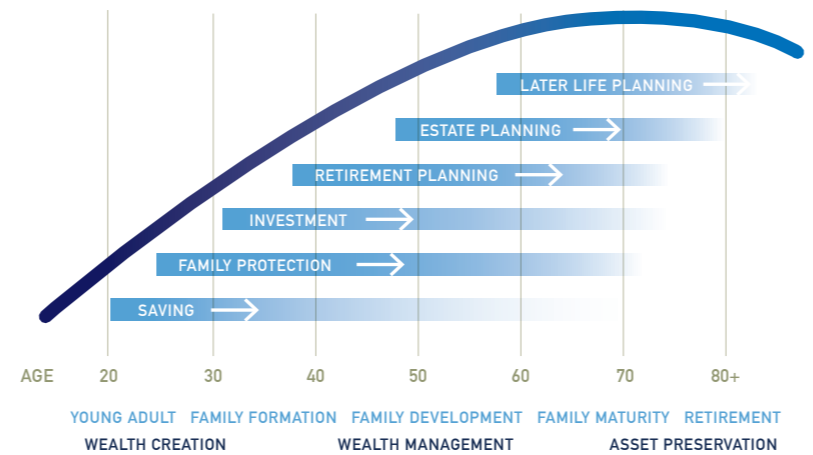 LATER LIFE PLANNING
ESTATE PLANNING
RETIREMENT PLANNING
INVESTMENT
FAMILY PROTECTION
SAVING
AGE 20 30 40 50 60 70 80+
YOUNG ADULT FAMILY FORMATION FAMILY DEVELOPMENT FAMILY MATURITY RETIREMENT
WEALTH CREATION WEALTH MANAGEMENT ASSET PRESERVATION